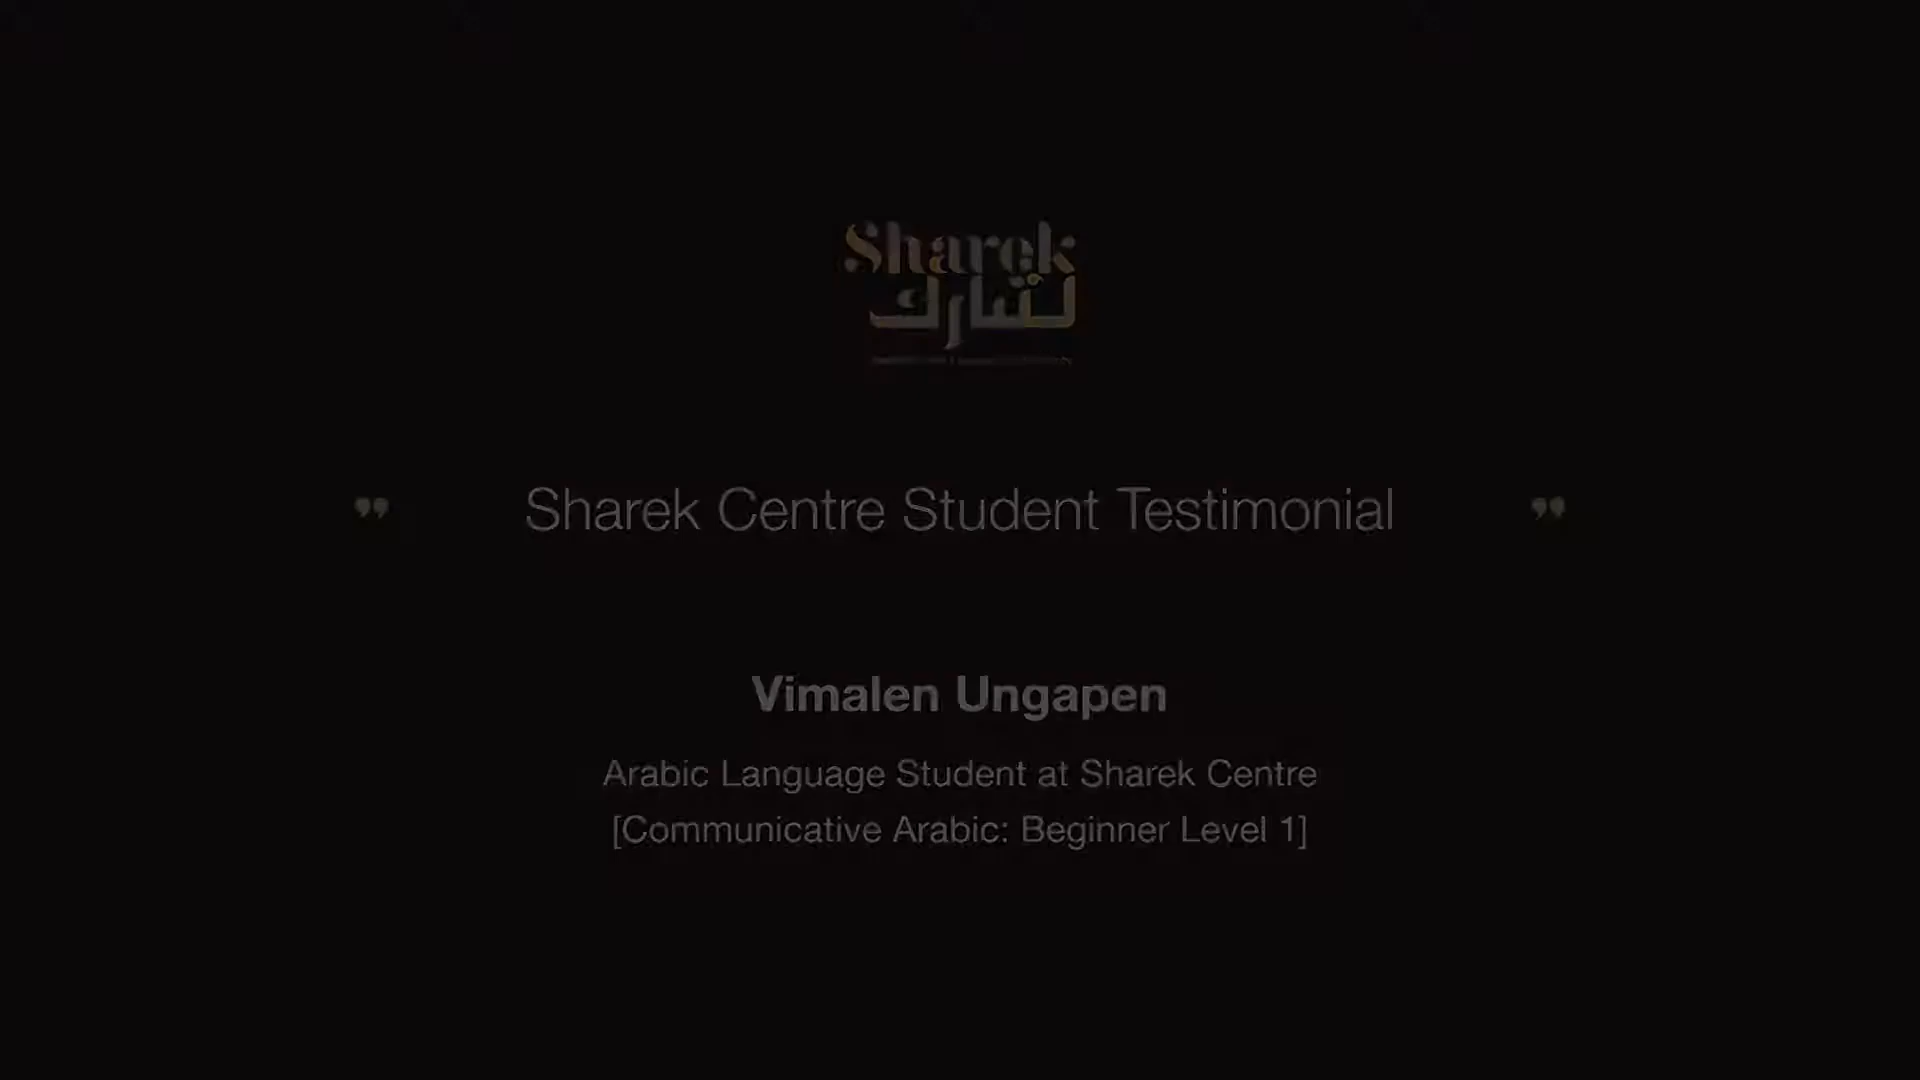 Sharek
شارك
” Sharek Centre Student Testimonial ”
Vimalen Ungapen
Arabic Language Student at Sharek Centre
[Communicative Arabic: Beginner Level 1]